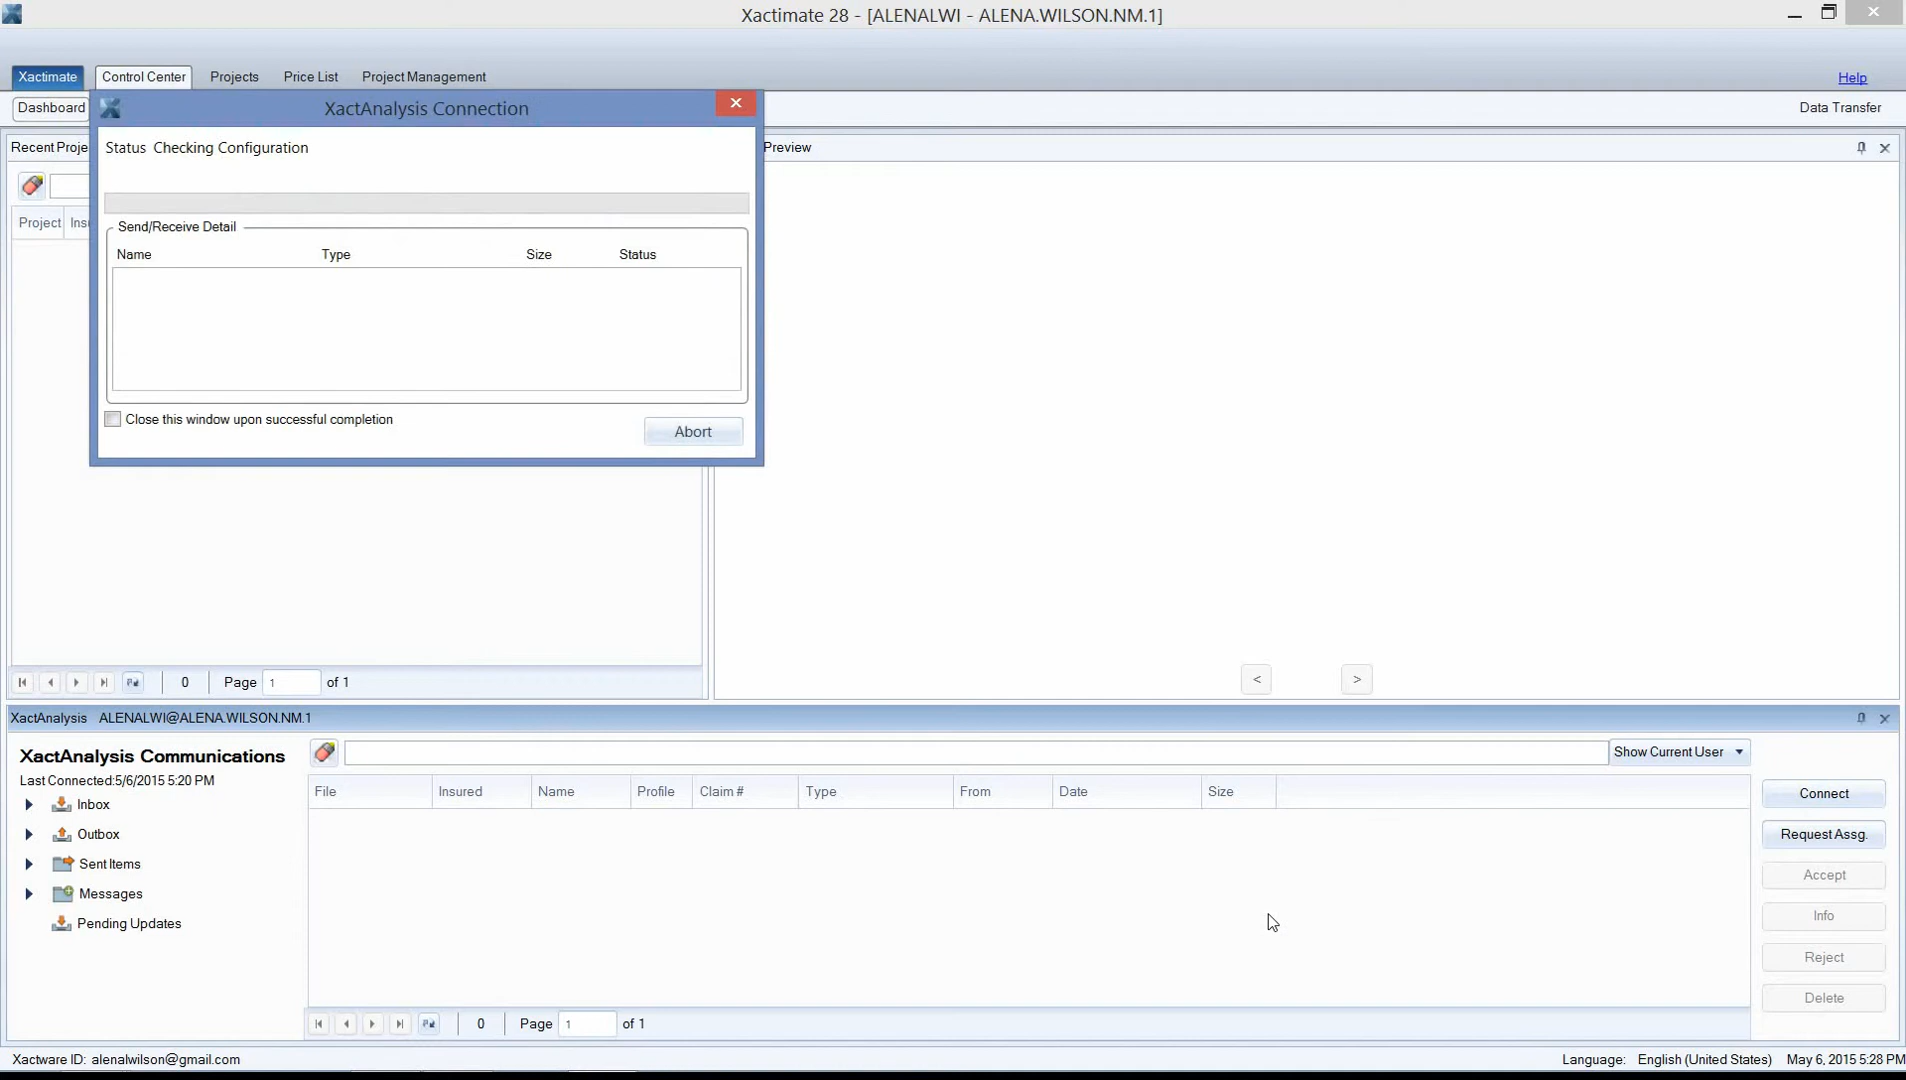 Xactimate 28 - [ALENALWI - ALENA.WILSON.NM.1]
Xactimate Control Center Projects Price List Project Management Help
Dashboard Data Transfer
XactAnalysis Connection
Recent Proje Preview
Status Checking Configuration
Project Ins
Send/Receive Detail
Name Type Size Status
Close this window upon successful completion
Abort
0 Page 1 of 1 < >
XactAnalysis ALENALWI@ALENA.WILSON.NM.1
XactAnalysis Communications
Show Current User
Last Connected:5/6/2015 5:20 PM
File Insured Name Profile Claim # Type From Date Size
Connect
Inbox
Outbox
Request Assg.
Sent Items
Accept
Messages
Info
Pending Updates
Reject
Delete
0 Page 1 of 1
Xactware ID: alenalwilson@gmail.com Language: English (United States) May 6, 2015 5:28 PM